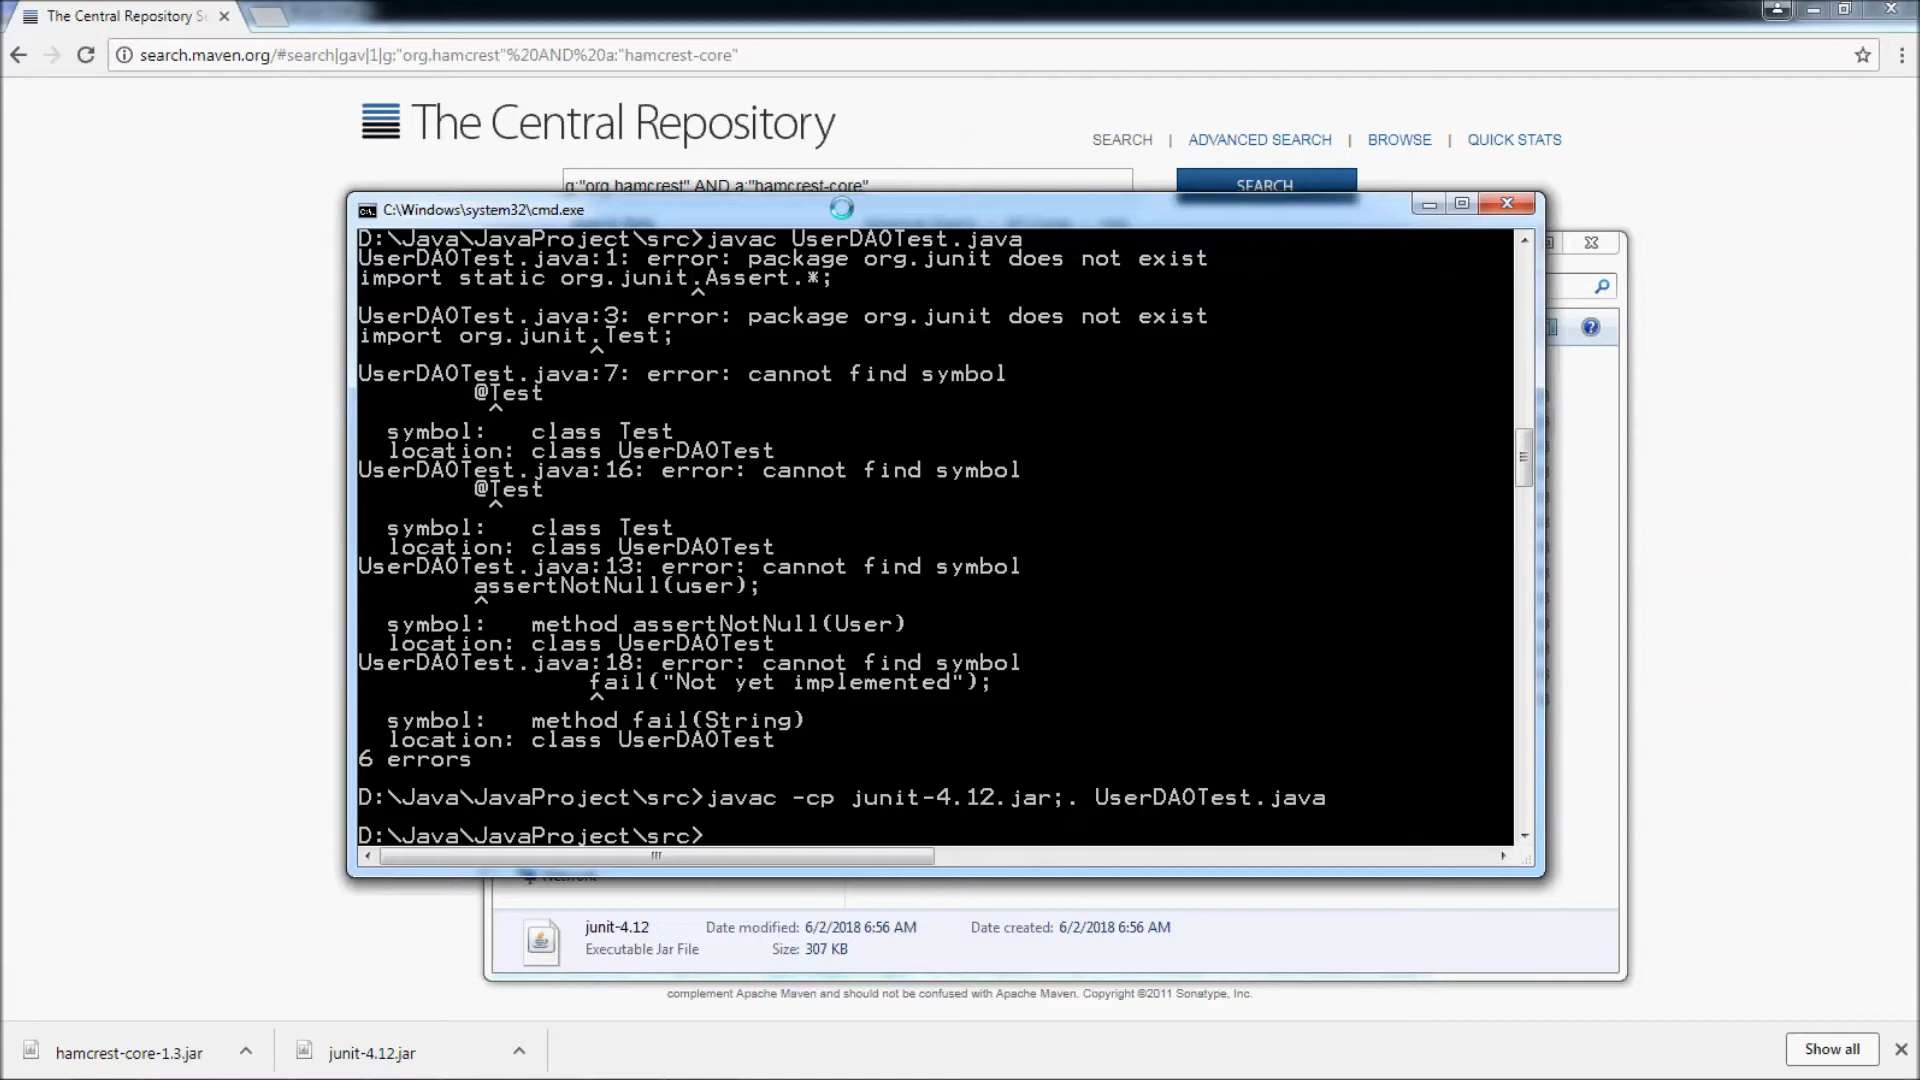 The Central Repository S
search.maven.org/#search|gav|1|g:"org.hamcrest"%20AND%20a:"hamcrest-core"
The Central Repository
SEARCH | ADVANCED SEARCH | BROWSE | QUICK STATS
g:"org.hamcrest" AND a:"hamcrest-core"
SEARCH
C:\Windows\system32\cmd.exe
D:\Java\JavaProject\src>javac UserDAOTest.java
UserDAOTest.java:1: error: package org.junit does not exist
import static org.junit.Assert.*;
^
UserDAOTest.java:3: error: package org.junit does not exist
import org.junit.Test;
^
UserDAOTest.java:7: error: cannot find symbol
@Test
^
symbol: class Test
location: class UserDAOTest
UserDAOTest.java:16: error: cannot find symbol
@Test
^
symbol: class Test
location: class UserDAOTest
UserDAOTest.java:13: error: cannot find symbol
assertNotNull(user);
^
symbol: method assertNotNull(User)
location: class UserDAOTest
UserDAOTest.java:18: error: cannot find symbol
fail("Not yet implemented");
^
symbol: method fail(String)
location: class UserDAOTest
6 errors
D:\Java\JavaProject\src>javac -cp junit-4.12.jar;. UserDAOTest.java
D:\Java\JavaProject\src>
Network
junit-4.12 Date modified: 6/2/2018 6:56 AM Date created: 6/2/2018 6:56 AM
Executable Jar File Size: 307 KB
complement Apache Maven and should not be confused with Apache Maven. Copyright ©2011 Sonatype, Inc.
hamcrest-core-1.3.jar junit-4.12.jar Show all